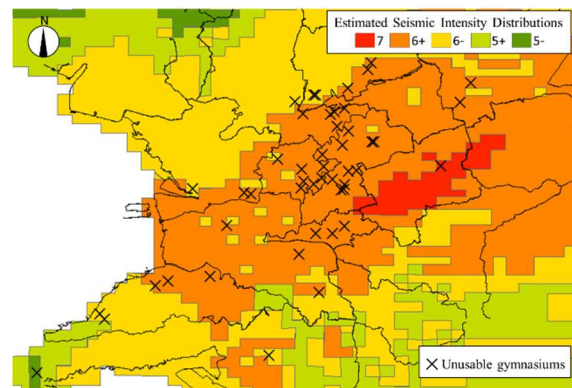 N
Estimated Seismic Intensity Distributions
7 6+ 6- 5+ 5-
Unusable gymnasiums